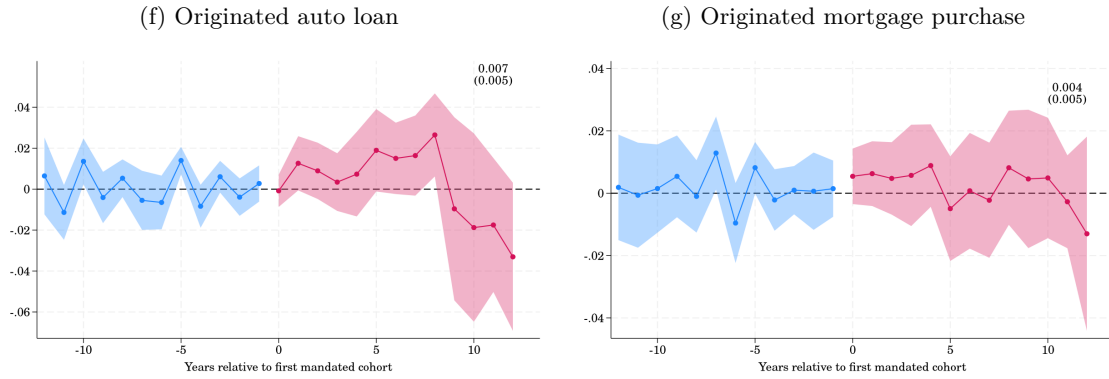 (f) Originated auto loan
0.007
(0.005)
.04
.02
0
-.02
-.04
-.06
-10 -5 0 5 10
Years relative to first mandated cohort
(g) Originated mortgage purchase
.04
0.004
(0.005)
.02
0
-.02
-.04
-10 -5 0 5 10
Years relative to first mandated cohort